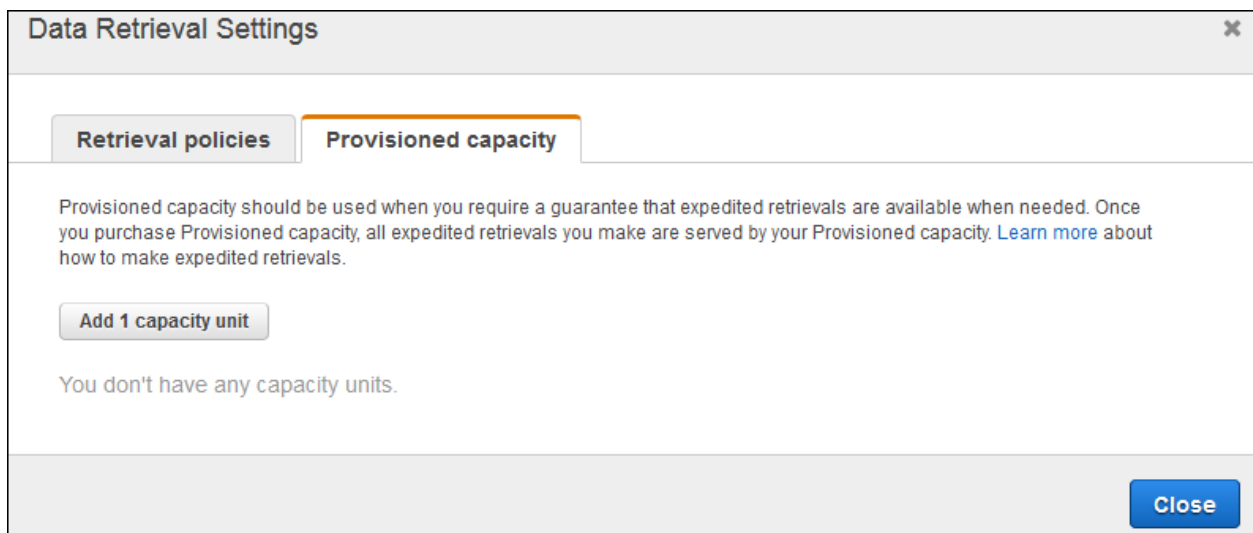 Data Retrieval Settings
Retrieval policies
Provisioned capacity
Provisioned capacity should be used when you require a guarantee that expedited retrievals are available when needed. Once
you purchase Provisioned capacity, all expedited retrievals you make are served by your Provisioned capacity. Learn more about
how to make expedited retrievals.
Add 1 capacity unit
You don't have any capacity units.
Close